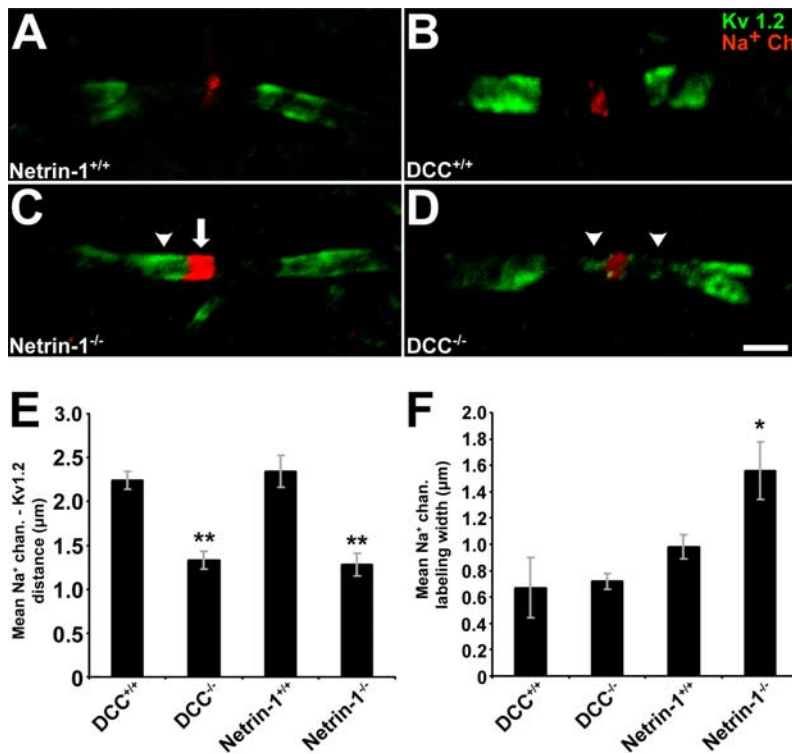 A
B
Kv 1.2
Na+ Ch
Netrin-1+/+
DCC+/+
C
D
Netrin-1-/-
DCC-/-
E
F
Mean Na+ chan. - Kv1.2
distance (μm)
3.0
2.5
2.0
1.5
1.0
0.5
0
**
**
DCC+/+
DCC-/-
Netrin-1+/+
Netrin-1-/-
Mean Na+ chan.
labeling width (μm)
2.0
1.8
1.6
1.4
1.2
1.0
0.8
0.6
0.4
0.2
0
*
DCC+/+
DCC-/-
Netrin-1+/+
Netrin-1-/-